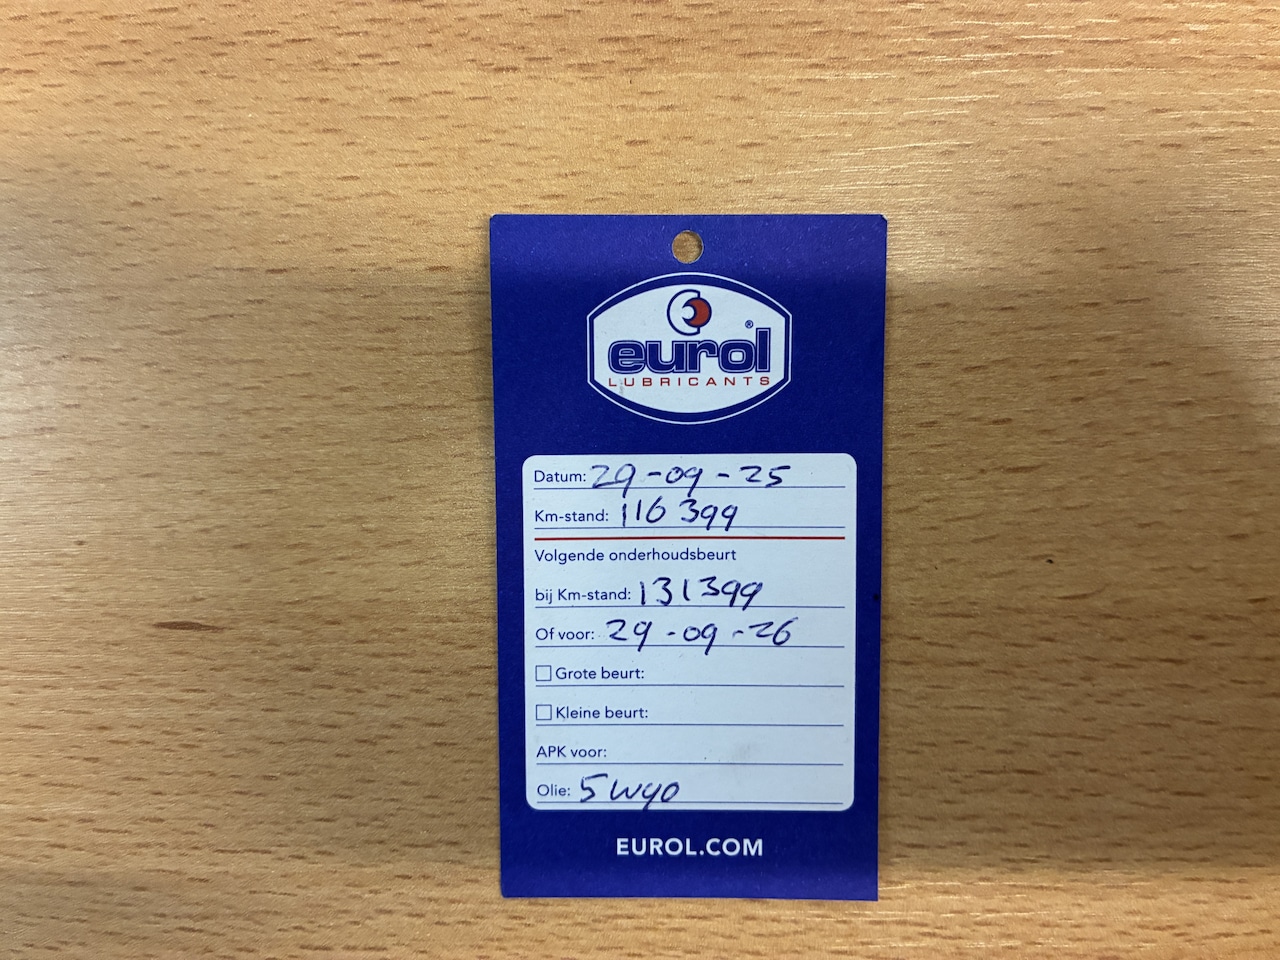 eurol®
LUBRICANTS
Datum: 29-09-25
Km-stand: 116 399
Volgende onderhoudsbeurt
bij Km-stand: 131399
Of voor: 29-09-26
Grote beurt:
Kleine beurt:
APK voor:
Olie: 5W40
EUROL.COM